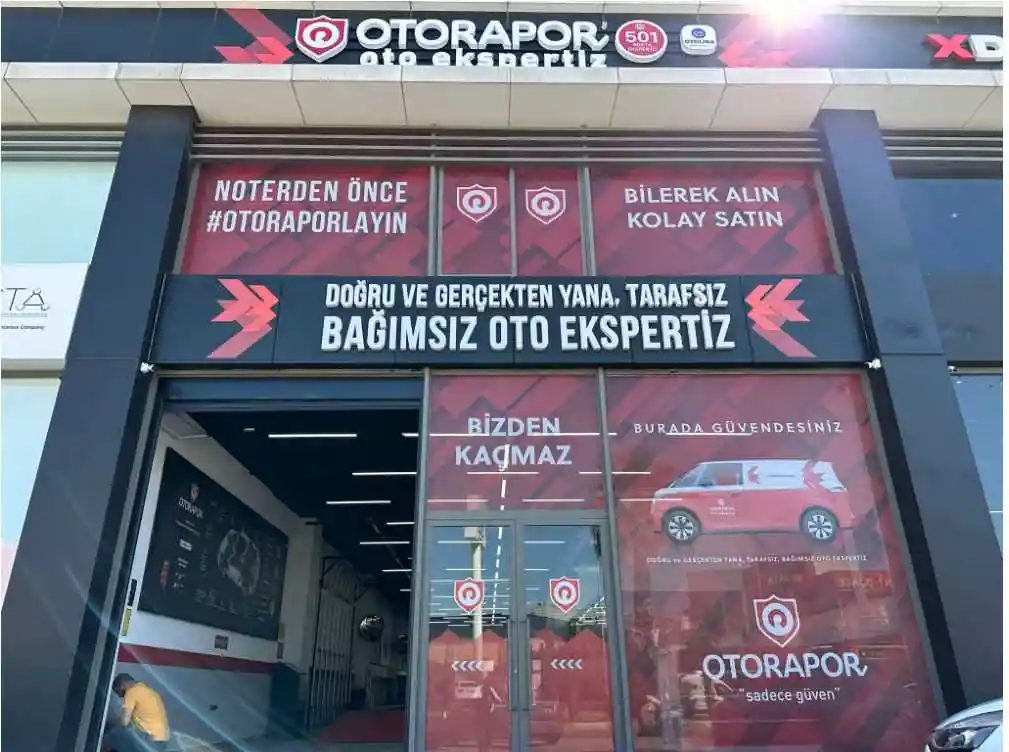 OTORAPOR
oto ekspertiz
501
XD
NOTERDEN ÖNCE
#OTORAPORLAYIN
BİLEREK ALIN
KOLAY SATIN
DOĞRU VE GERÇEKTEN YANA, TARAFSIZ
BAĞIMSIZ OTO EKSPERTİZ
BİZDEN
KAÇMAZ
BURADA GÜVENDESİNİZ
DOĞRU ve GERÇEKTEN YANA, TARAFSIZ, BAĞIMSIZ OTO EKSPERTİZ
OTORAPOR
OTORAPOR
"sadece güven"